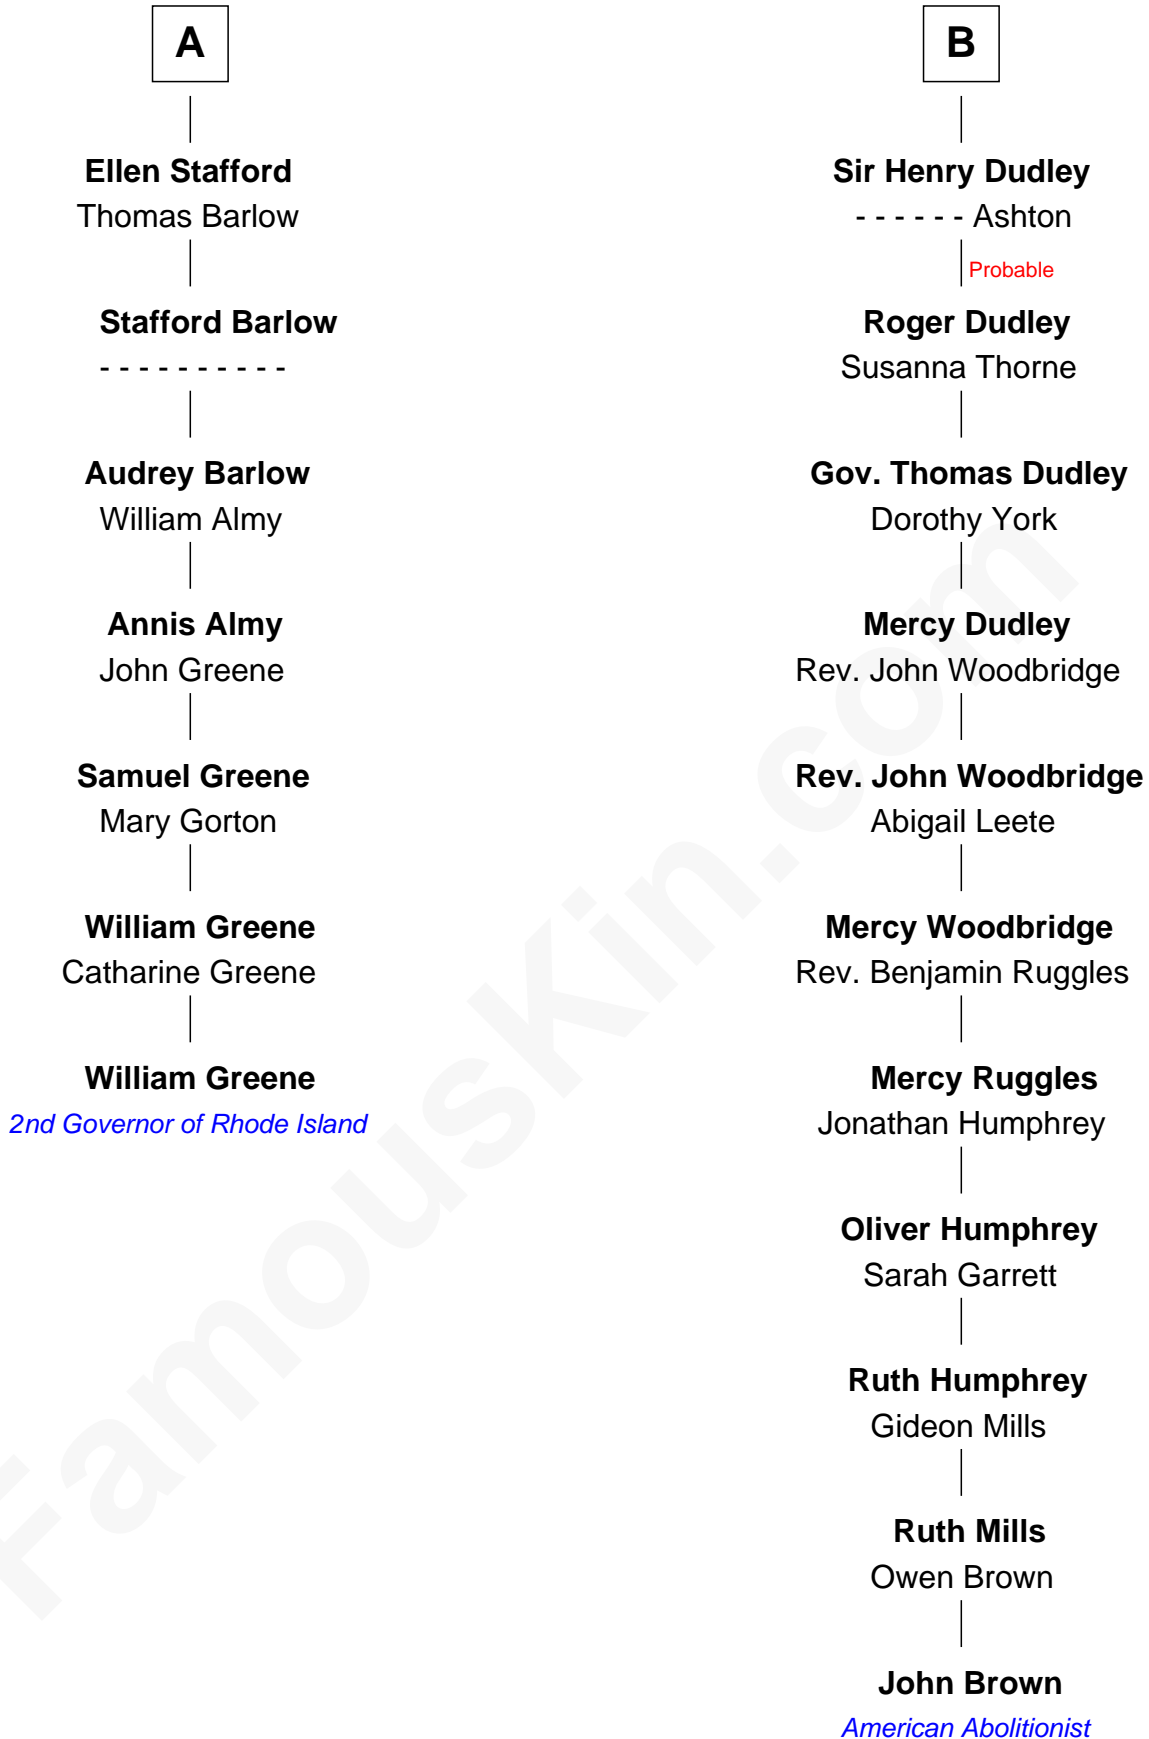 A
Ellen Stafford
Thomas Barlow
Stafford Barlow
- - - - - - - - - -
Audrey Barlow
William Almy
Annis Almy
John Greene
Samuel Greene
Mary Gorton
William Greene
Catharine Greene
William Greene
2nd Governor of Rhode Island
B
Sir Henry Dudley
- - - - - - Ashton
Probable
Roger Dudley
Susanna Thorne
Gov. Thomas Dudley
Dorothy York
Mercy Dudley
Rev. John Woodbridge
Rev. John Woodbridge
Abigail Leete
Mercy Woodbridge
Rev. Benjamin Ruggles
Mercy Ruggles
Jonathan Humphrey
Oliver Humphrey
Sarah Garrett
Ruth Humphrey
Gideon Mills
Ruth Mills
Owen Brown
John Brown
American Abolitionist
FamousKin.com